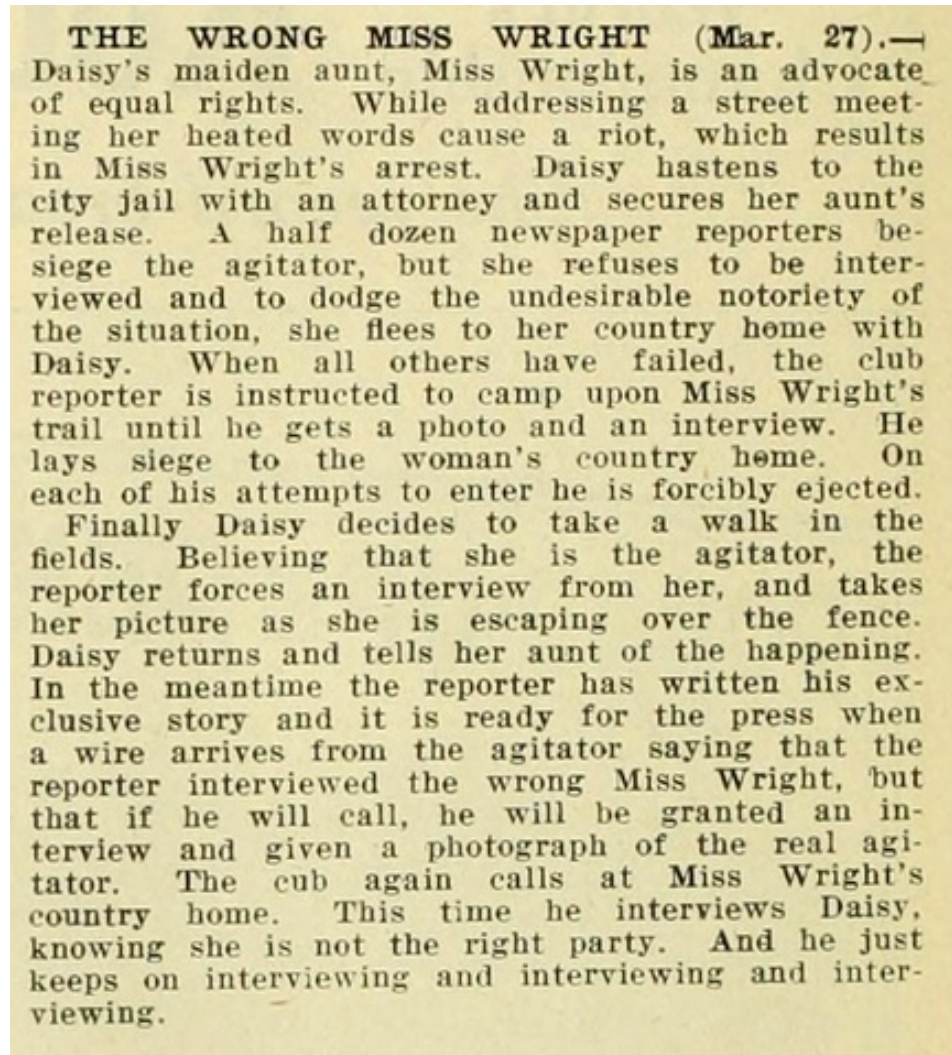 THE WRONG MISS WRIGHT (Mar. 27).—
Daisy's maiden aunt, Miss Wright, is an advocate
of equal rights. While addressing a street meet-
ing her heated words cause a riot, which results
in Miss Wright's arrest. Daisy hastens to the
city jail with an attorney and secures her aunt's
release. A half dozen newspaper reporters be-
siege the agitator, but she refuses to be inter-
viewed and to dodge the undesirable notoriety of
the situation, she flees to her country home with
Daisy. When all others have failed, the club
reporter is instructed to camp upon Miss Wright's
trail until he gets a photo and an interview. He
lays siege to the woman's country home. On
each of his attempts to enter he is forcibly ejected.
Finally Daisy decides to take a walk in the
fields. Believing that she is the agitator, the
reporter forces an interview from her, and takes
her picture as she is escaping over the fence.
Daisy returns and tells her aunt of the happening.
In the meantime the reporter has written his ex-
clusive story and it is ready for the press when
a wire arrives from the agitator saying that the
reporter interviewed the wrong Miss Wright, but
that if he will call, he will be granted an in-
terview and given a photograph of the real agi-
tator. The cub again calls at Miss Wright's
country home. This time he interviews Daisy,
knowing she is not the right party. And he just
keeps on interviewing and interviewing and inter-
viewing.